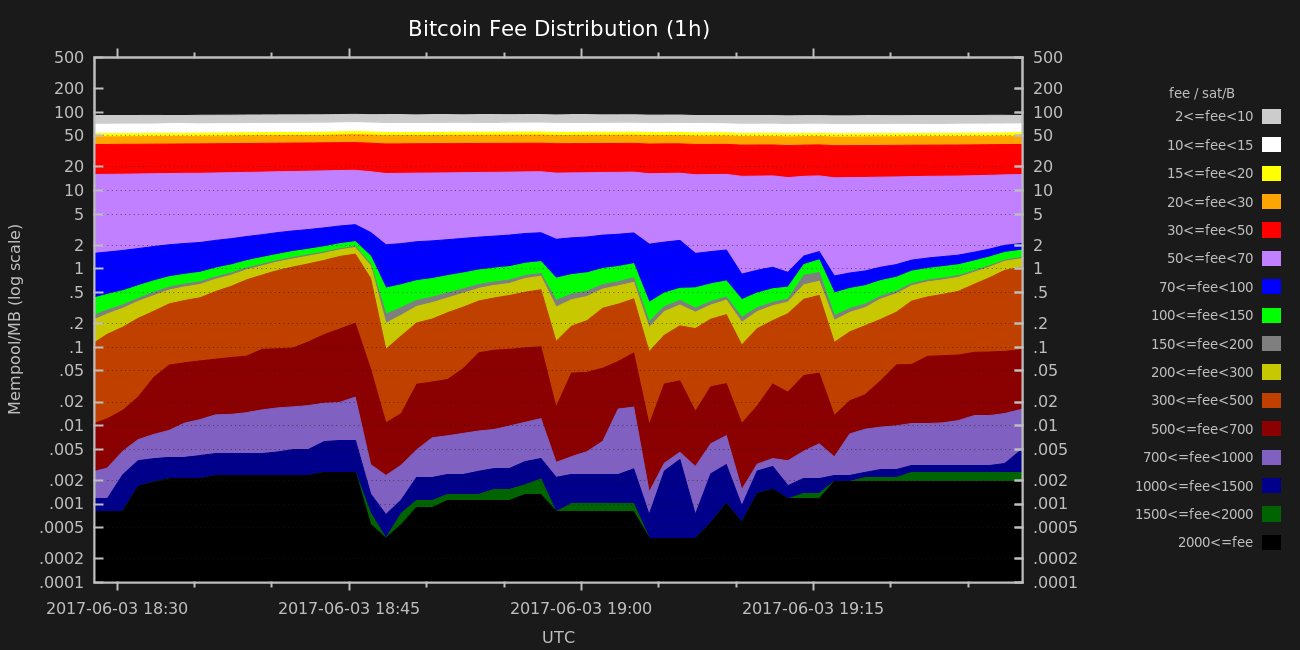 Bitcoin Fee Distribution (1h)
Mempool/MB (log scale)
500 500
200 200
100 100
50 50
20 20
10 10
5 5
2 2
1 1
.5 .5
.2 .2
.1 .1
.05 .05
.02 .02
.01 .01
.005 .005
.002 .002
.001 .001
.0005 .0005
.0002 .0002
.0001 .0001
2017-06-03 18:30 2017-06-03 18:45 2017-06-03 19:00 2017-06-03 19:15
UTC
fee / sat/B
2<=fee<10
10<=fee<15
15<=fee<20
20<=fee<30
30<=fee<50
50<=fee<70
70<=fee<100
100<=fee<150
150<=fee<200
200<=fee<300
300<=fee<500
500<=fee<700
700<=fee<1000
1000<=fee<1500
1500<=fee<2000
2000<=fee